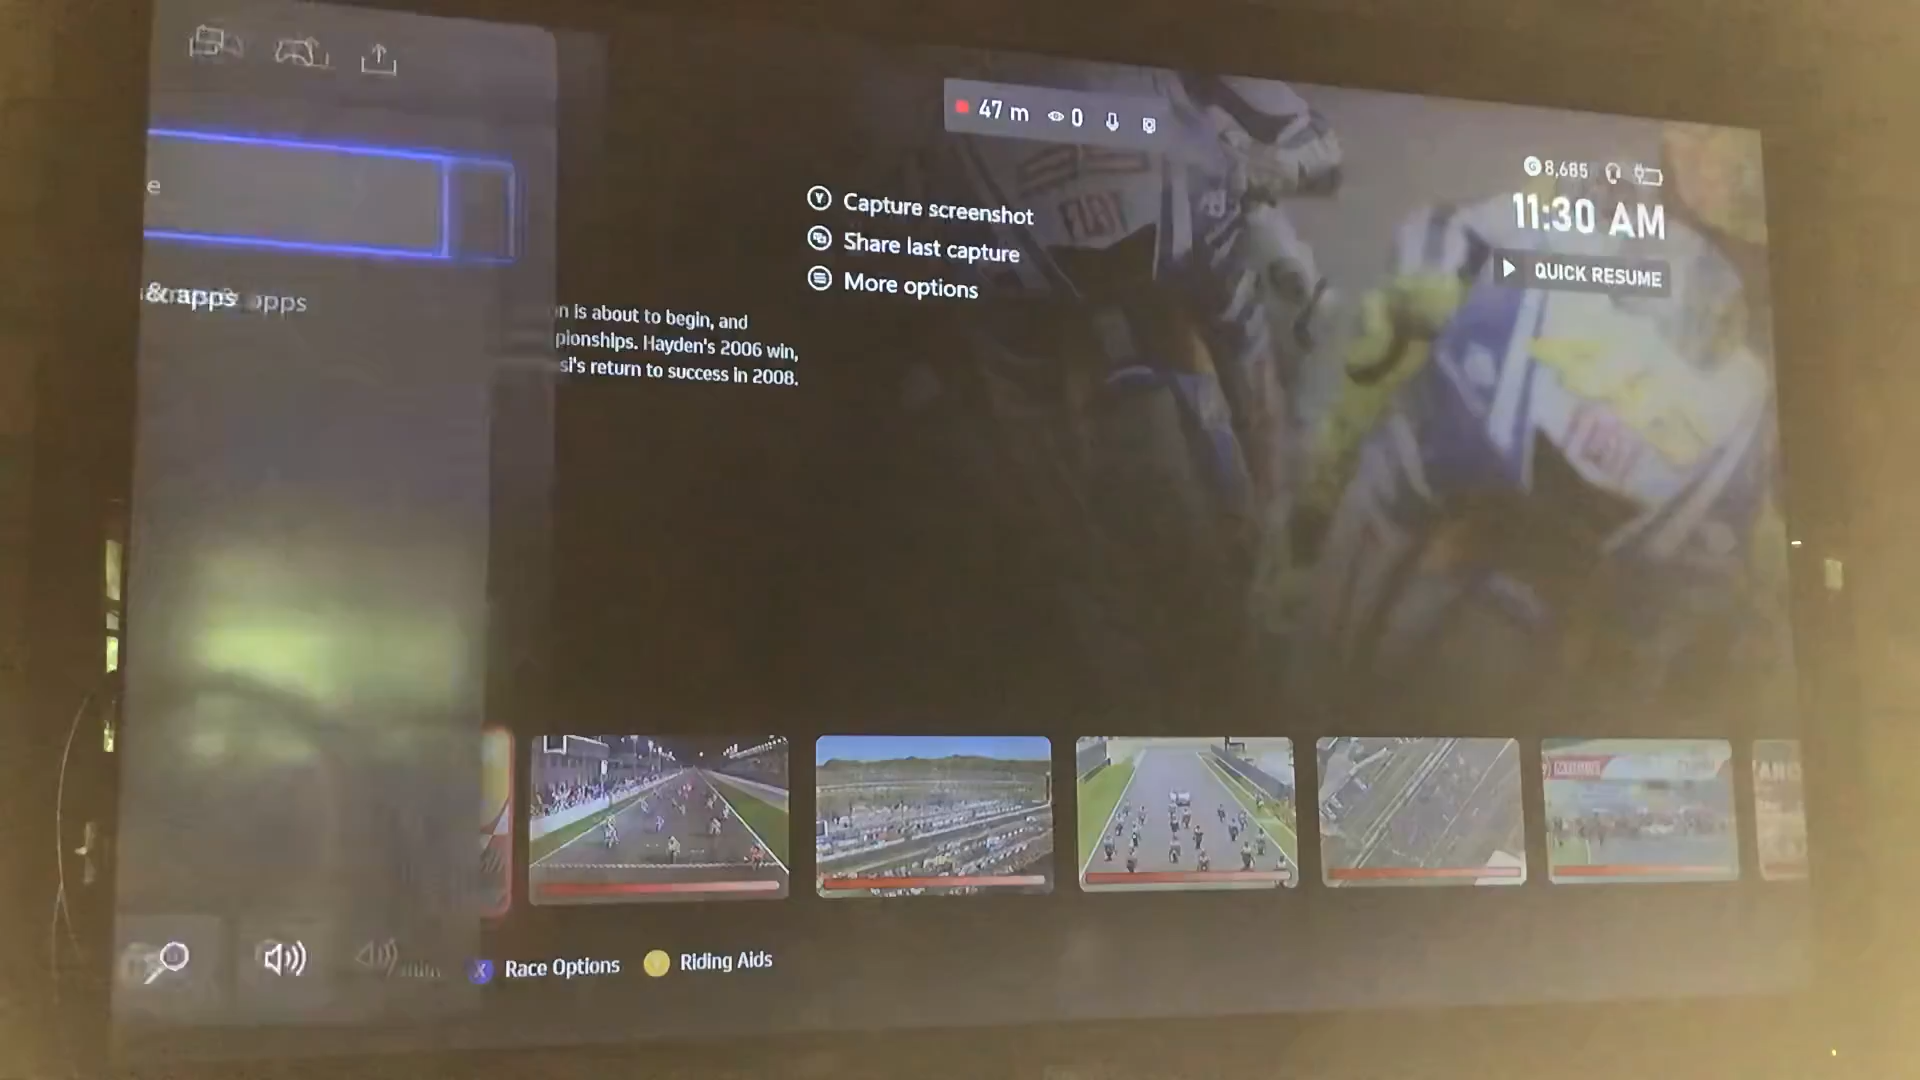 47 m 0
8,685
11:30 AM
QUICK RESUME
Capture screenshot
Share last capture
More options
e
& apps
n is about to begin, and
pionships. Hayden's 2006 win,
si's return to success in 2008.
FIAT
X Race Options Y Riding Aids